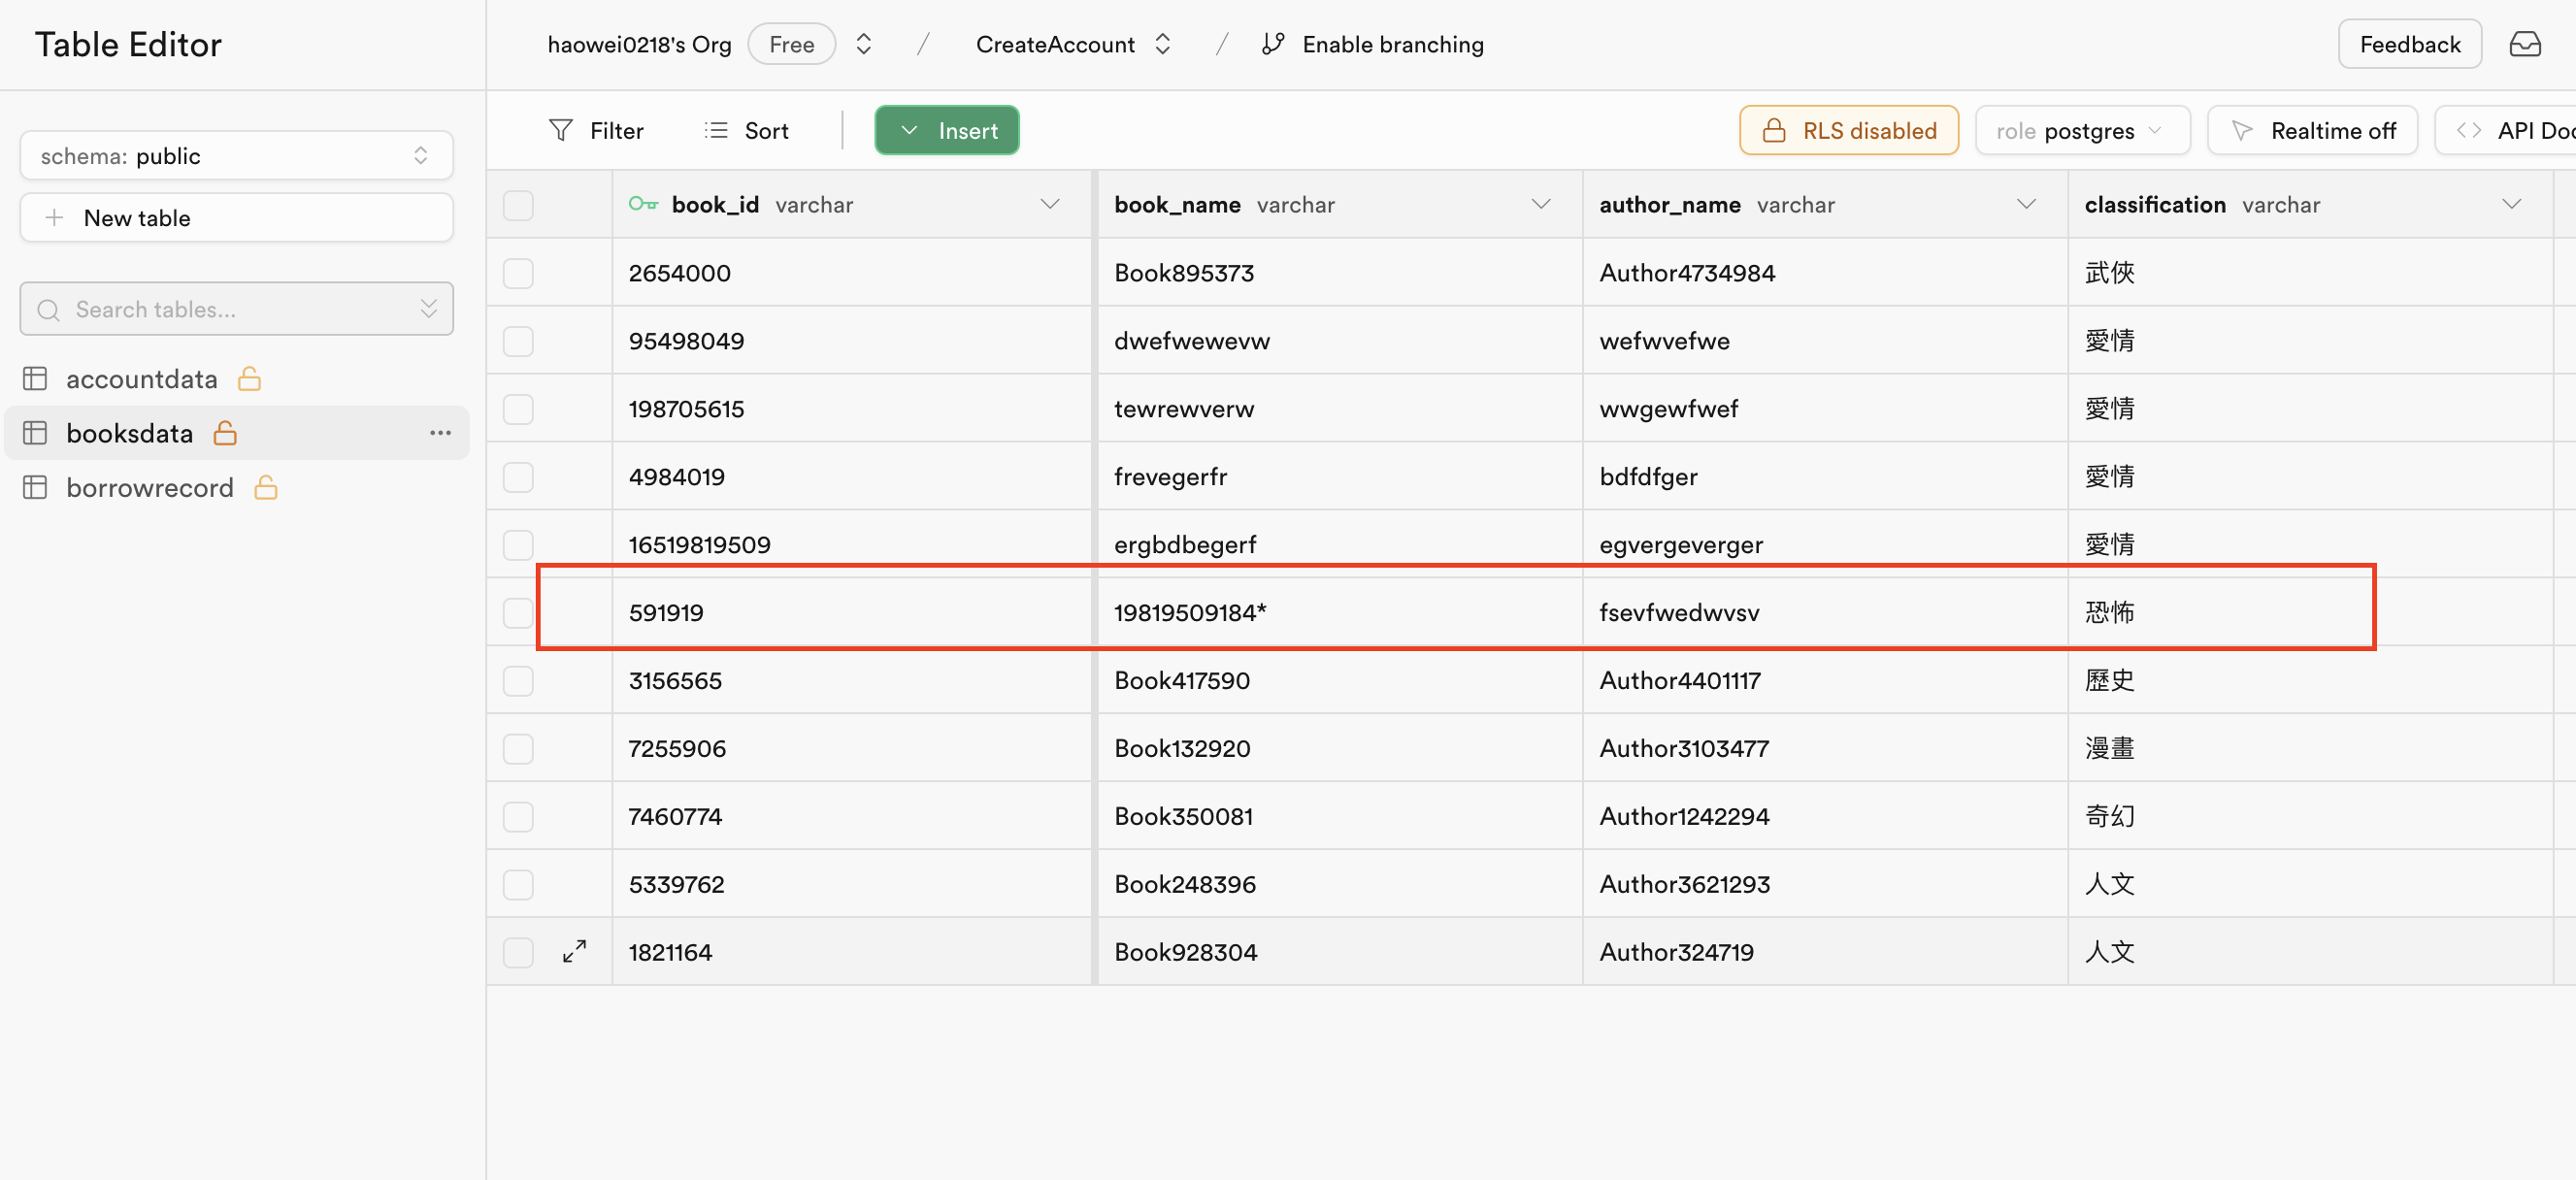 Table Editor
haowei0218's Org Free / CreateAccount / Enable branching Feedback
schema: public
New table
Search tables...
accountdata
booksdata
borrowrecord
Filter Sort Insert RLS disabled role postgres Realtime off API Doc
book_id varchar book_name varchar author_name varchar classification varchar
2654000 Book895373 Author4734984 武俠
95498049 dwefwewevw wefwvefwe 愛情
198705615 tewrewverw wwgewfwef 愛情
4984019 frevegerfr bdfdfger 愛情
16519819509 ergbdbegerf egvergeverger 愛情
591919 19819509184* fsevfwedwvsv 恐怖
3156565 Book417590 Author4401117 歷史
7255906 Book132920 Author3103477 漫畫
7460774 Book350081 Author1242294 奇幻
5339762 Book248396 Author3621293 人文
1821164 Book928304 Author324719 人文